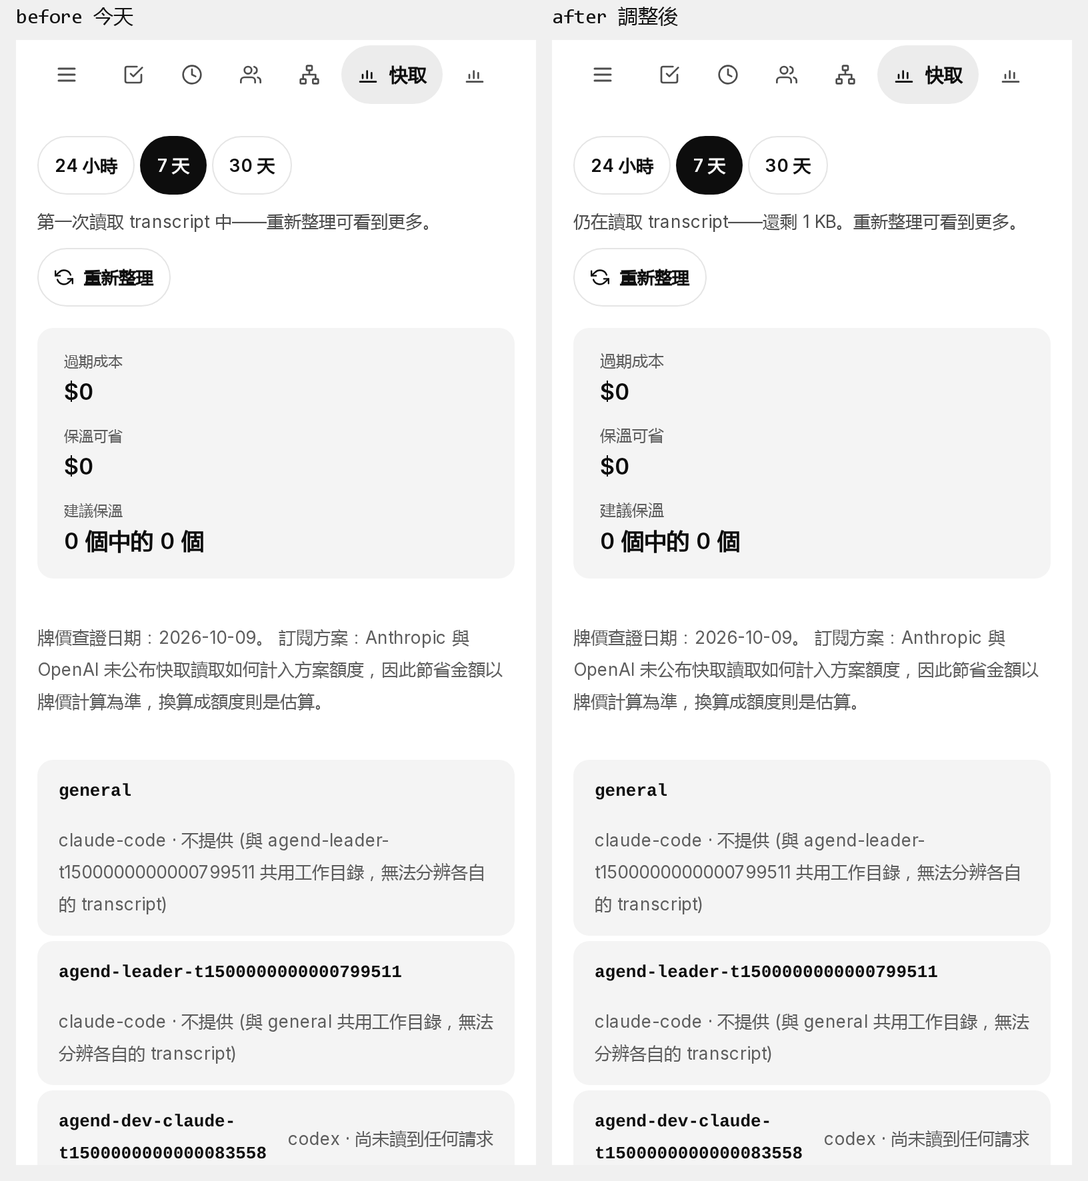 before 今天
快取
24 小時
7 天
30 天
第一次讀取 transcript 中——重新整理可看到更多。
重新整理
過期成本
$0
保溫可省
$0
建議保溫
0 個中的 0 個
牌價查證日期：2026-10-09。 訂閱方案：Anthropic 與
OpenAI 未公布快取讀取如何計入方案額度，因此節省金額以
牌價計算為準，換算成額度則是估算。
general
claude-code · 不提供 (與 agend-leader-
t1500000000000799511 共用工作目錄，無法分辨各自
的 transcript)
agend-leader-t1500000000000799511
claude-code · 不提供 (與 general 共用工作目錄，無法
分辨各自的 transcript)
agend-dev-claude-
t1500000000000083558
codex · 尚未讀到任何請求
after 調整後
快取
24 小時
7 天
30 天
仍在讀取 transcript——還剩 1 KB。重新整理可看到更多。
重新整理
過期成本
$0
保溫可省
$0
建議保溫
0 個中的 0 個
牌價查證日期：2026-10-09。 訂閱方案：Anthropic 與
OpenAI 未公布快取讀取如何計入方案額度，因此節省金額以
牌價計算為準，換算成額度則是估算。
general
claude-code · 不提供 (與 agend-leader-
t1500000000000799511 共用工作目錄，無法分辨各自
的 transcript)
agend-leader-t1500000000000799511
claude-code · 不提供 (與 general 共用工作目錄，無法
分辨各自的 transcript)
agend-dev-claude-
t1500000000000083558
codex · 尚未讀到任何請求